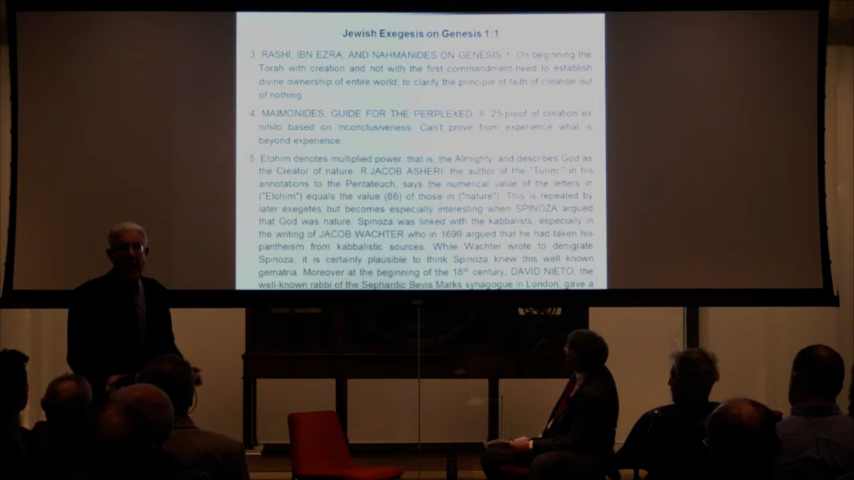 Jewish Exegesis on Genesis 1:1
3. RASHI, IBN EZRA, AND NAHMANIDES ON GENESIS 1. On beginning the
Torah with creation and not with the first commandment-need to establish
divine ownership of entire world, to clarify the principle of faith of creation out
of nothing.
4. MAIMONIDES, GUIDE FOR THE PERPLEXED. II. 25-proof of creation ex
nihilo based on inconclusiveness. Can't prove from experience what is
beyond experience
5. Elohim denotes multiplied power, that is, the Almighty, and describes God as
the Creator of nature. R.JACOB ASHERI, the author of the "Turim," in his
annotations to the Pentateuch, says the numerical value of the letters in
("Elohim") equals the value (86) of those in ("nature"). This is repeated by
later exegetes but becomes especially interesting when SPINOZA argued
that God was nature. Spinoza was linked with the kabbalists, especially in
the writing of JACOB WACHTER who in 1699 argued that he had taken his
pantheism from kabbalistic sources. While Wachter wrote to denigrate
Spinoza, it is certainly plausible to think Spinoza knew this well known
gematria. Moreover at the beginning of the 18th century, DAVID NIETO, the
well-known rabbi of the Sephardic Bevis Marks synagogue in London, gave a